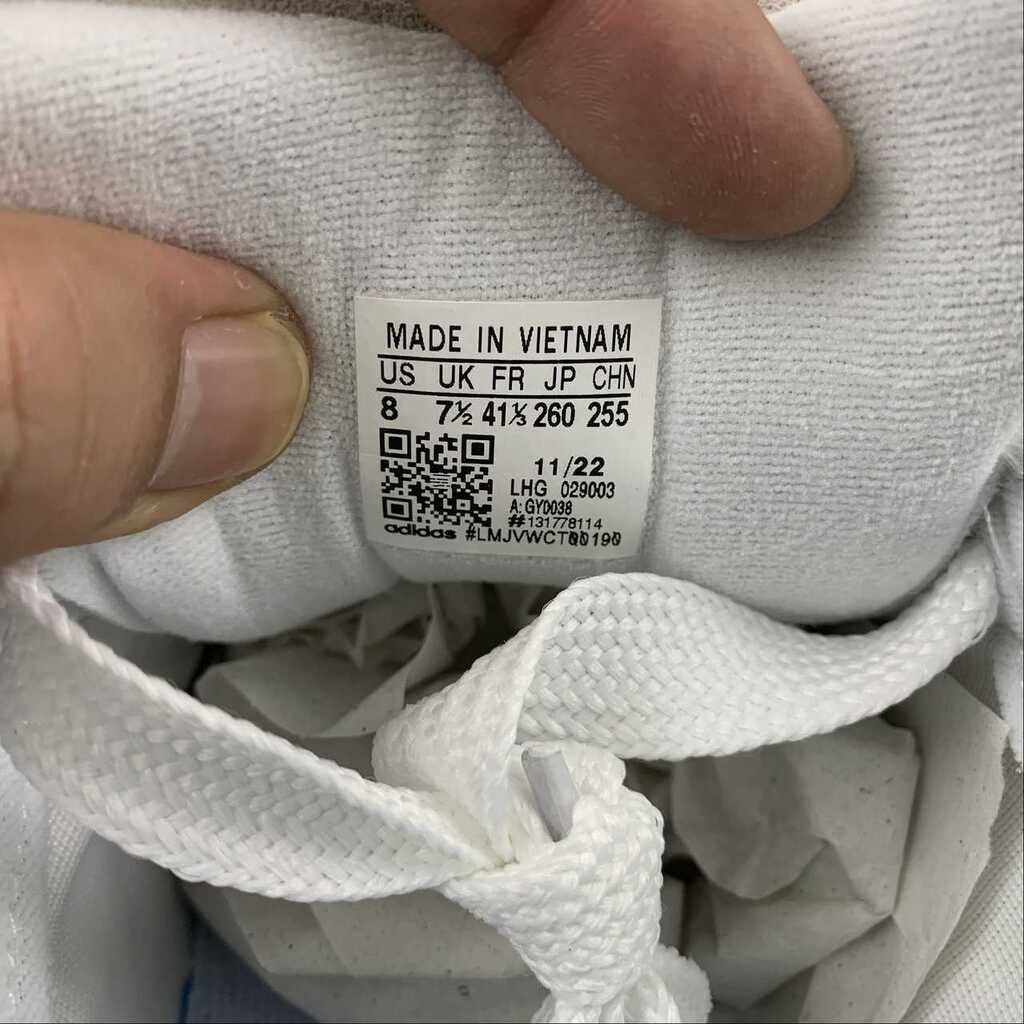 MADE IN VIETNAM
US UK FR JP CHN
8 7½ 41⅓ 260 255
11/22
LHG 029003
A: GY0038
#131778114
adidas #LMJVWCT00190